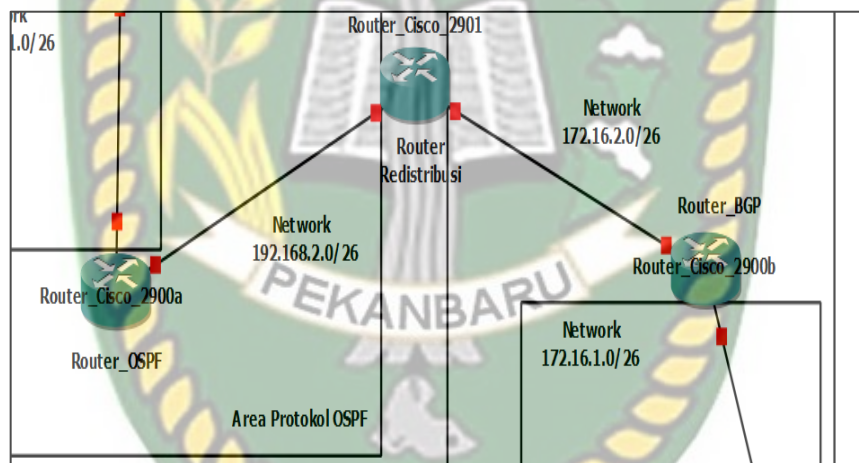 1.0/26
Router_Cisco_2901
Network
172.16.2.0/26
Router
Redistribusi
Router_BGP
Network
192.168.2.0/26
Router_Cisco_2900b
Router_Cisco_2900a
PEKANBARU
Network
172.16.1.0/26
Router_OSPF
Area Protokol OSPF